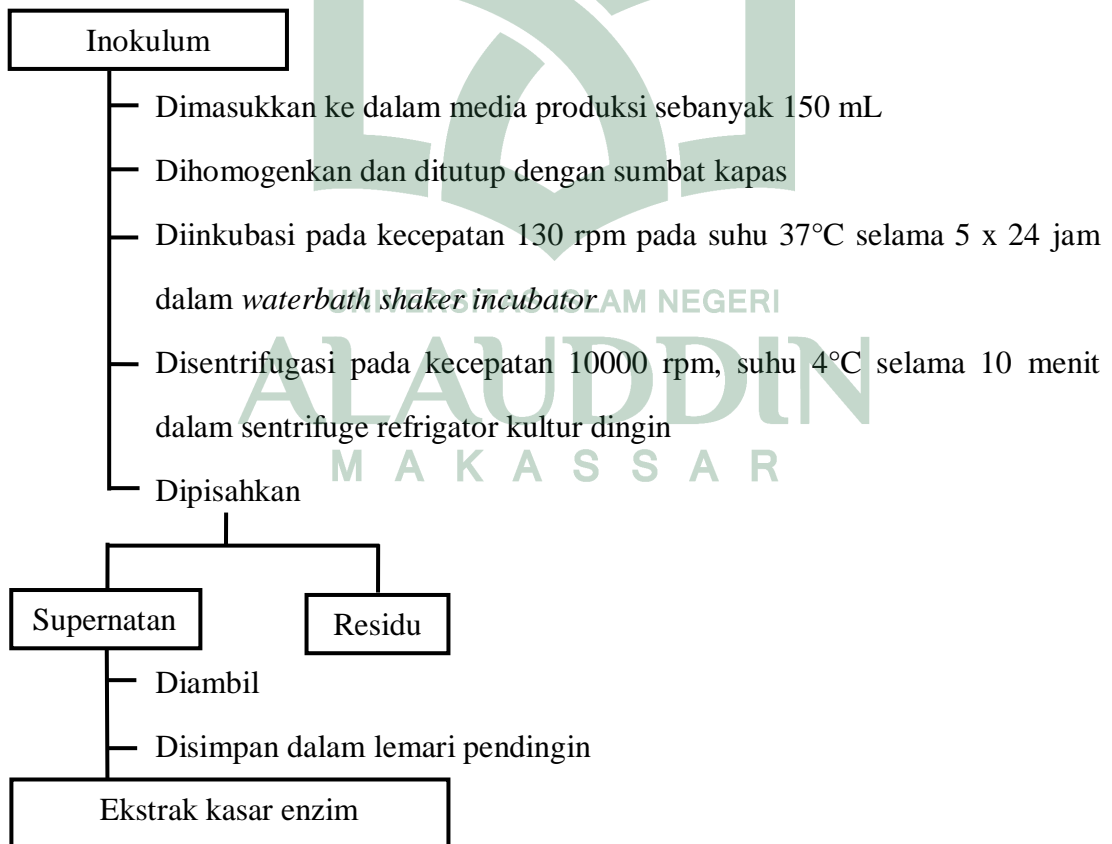 Inokulum
Dimasukkan ke dalam media produksi sebanyak 150 mL
Dihomogenkan dan ditutup dengan sumbat kapas
Diinkubasi pada kecepatan 130 rpm pada suhu 37°C selama 5 x 24 jam
dalam waterbath shaker incubator
UNIVERSITAS ISLAM NEGERI
Disentrifugasi pada kecepatan 10000 rpm, suhu 4°C selama 10 menit
ALAUDDIN
dalam sentrifuge refrigator kultur dingin
MAKASSAR
Dipisahkan
Supernatan
Residu
Diambil
Disimpan dalam lemari pendingin
Ekstrak kasar enzim